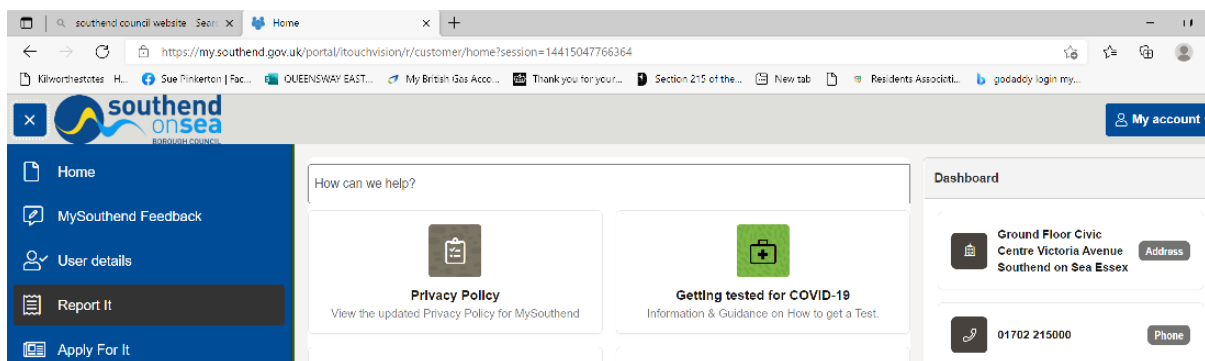 southend council website - Sear
Home
https://my.southend.gov.uk/portal/itouchvision/r/customer/home?session=14415047766364
Kilworthestates H...
Sue Pinkerton | Fac...
QUEENSWAY EAST...
My British Gas Acco...
Thank you for your...
Section 215 of the...
New tab
Residents Associati...
godaddy login my...
southend
onsea
BOROUGH COUNCIL
My account
Home
MySouthend Feedback
User details
Report It
Apply For It
How can we help?
Privacy Policy
View the updated Privacy Policy for MySouthend
Getting tested for COVID-19
Information & Guidance on How to get a Test.
Dashboard
Ground Floor Civic
Centre Victoria Avenue
Southend on Sea Essex
Address
01702 215000
Phone